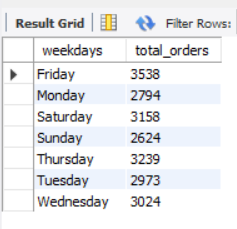 Result Grid Filter Rows:
weekdays total_orders
Friday 3538
Monday 2794
Saturday 3158
Sunday 2624
Thursday 3239
Tuesday 2973
Wednesday 3024